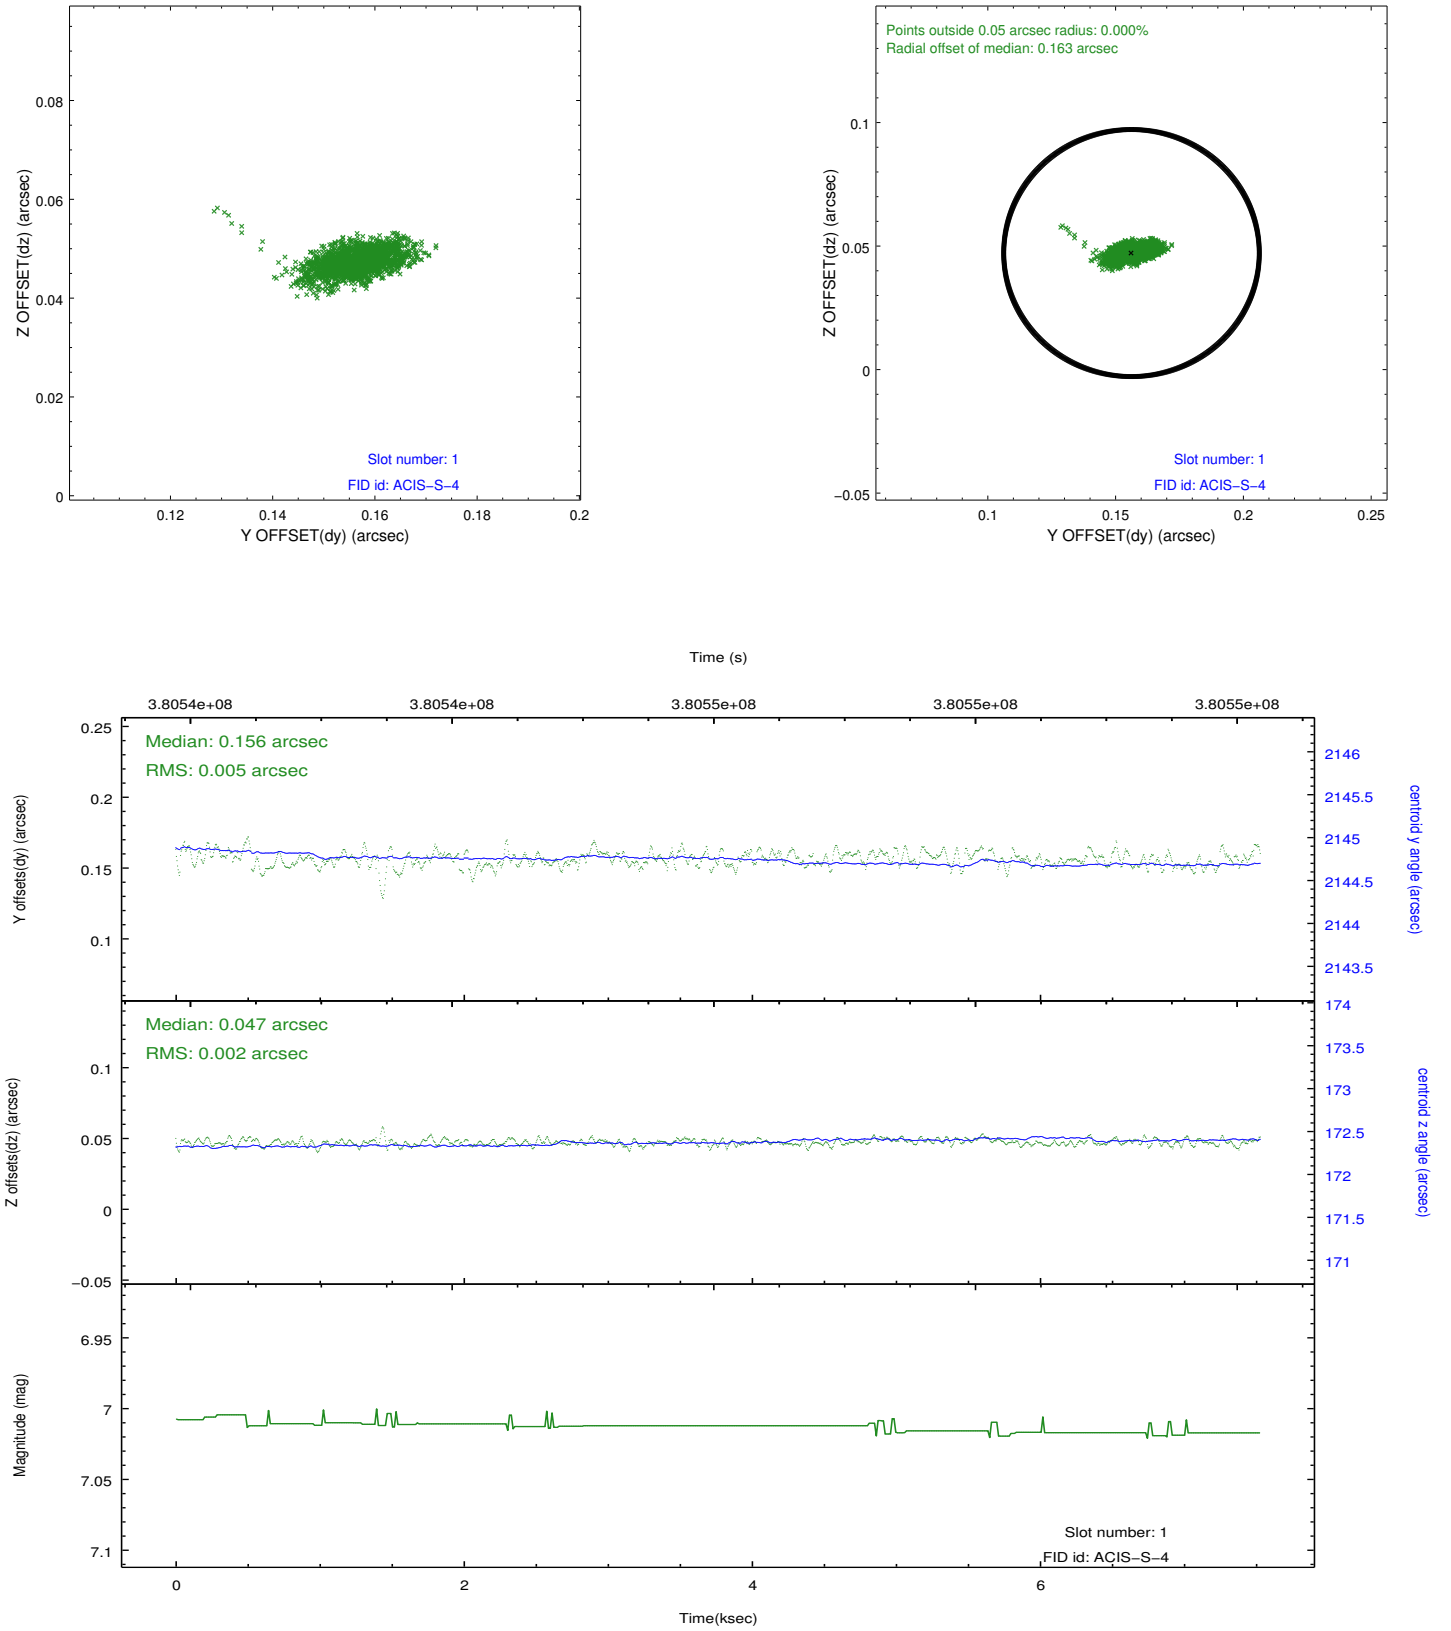 0.08
0.06
0.04
0.02
0
Z OFFSET(dz) (arcsec)
Slot number: 1
FID id: ACIS−S−4
0.12 0.14 0.16 0.18 0.2
Y OFFSET(dy) (arcsec)
Points outside 0.05 arcsec radius: 0.000%
Radial offset of median: 0.163 arcsec
0.1
0.05
0
−0.05
Z OFFSET(dz) (arcsec)
Slot number: 1
FID id: ACIS−S−4
0.1 0.15 0.2 0.25
Y OFFSET(dy) (arcsec)
Time (s)
3.8054e+08 3.8054e+08 3.8055e+08 3.8055e+08 3.8055e+08
Median: 0.156 arcsec
RMS: 0.005 arcsec
0.25
0.2
0.15
0.1
Y offsets(dy) (arcsec)
2146
2145.5
2145
2144.5
2144
2143.5
centroid y angle (arcsec)
Median: 0.047 arcsec
RMS: 0.002 arcsec
0.1
0.05
0
−0.05
Z offsets(dz) (arcsec)
174
173.5
173
172.5
172
171.5
171
centroid z angle (arcsec)
6.95
7
7.05
7.1
Magnitude (mag)
Slot number: 1
FID id: ACIS−S−4
0 2 4 6
Time(ksec)